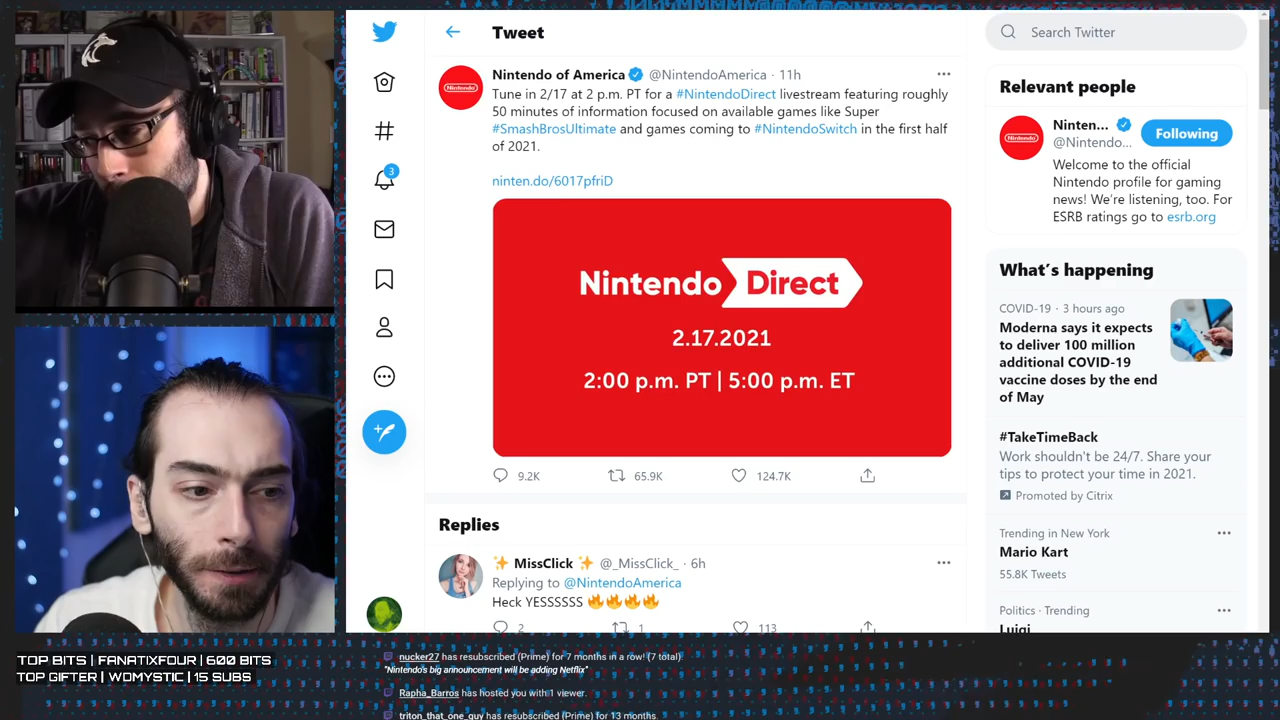 Tweet
Nintendo of America @NintendoAmerica · 11h
Tune in 2/17 at 2 p.m. PT for a #NintendoDirect livestream featuring roughly
50 minutes of information focused on available games like Super
#SmashBrosUltimate and games coming to #NintendoSwitch in the first half
of 2021.
ninten.do/6017pfriD
Nintendo Direct
2.17.2021
2:00 p.m. PT | 5:00 p.m. ET
9.2K 65.9K 124.7K
Replies
MissClick @_MissClick_ · 6h
Replying to @NintendoAmerica
Heck YESSSSSS 🔥🔥🔥🔥
2 1 113
3
Search Twitter
Relevant people
Ninten...
@Nintendo...
Following
Welcome to the official
Nintendo profile for gaming
news! We're listening, too. For
ESRB ratings go to esrb.org
What's happening
COVID-19 · 3 hours ago
Moderna says it expects
to deliver 100 million
additional COVID-19
vaccine doses by the end
of May
#TakeTimeBack
Work shouldn't be 24/7. Share your
tips to protect your time in 2021.
Promoted by Citrix
Trending in New York
Mario Kart
55.8K Tweets
Politics · Trending
Luigi
TOP BITS | FANATIXFOUR | 600 BITS
TOP GIFTER | WDMYSTIC | 15 SUBS
nucker27 has resubscribed (Prime) for 7 months in a row! (7 total)
"Nintendo's big announcement will be adding Netflix"
Rapha_Barros has hosted you with 1 viewer.
triton_that_one_guy has resubscribed (Prime) for 13 months